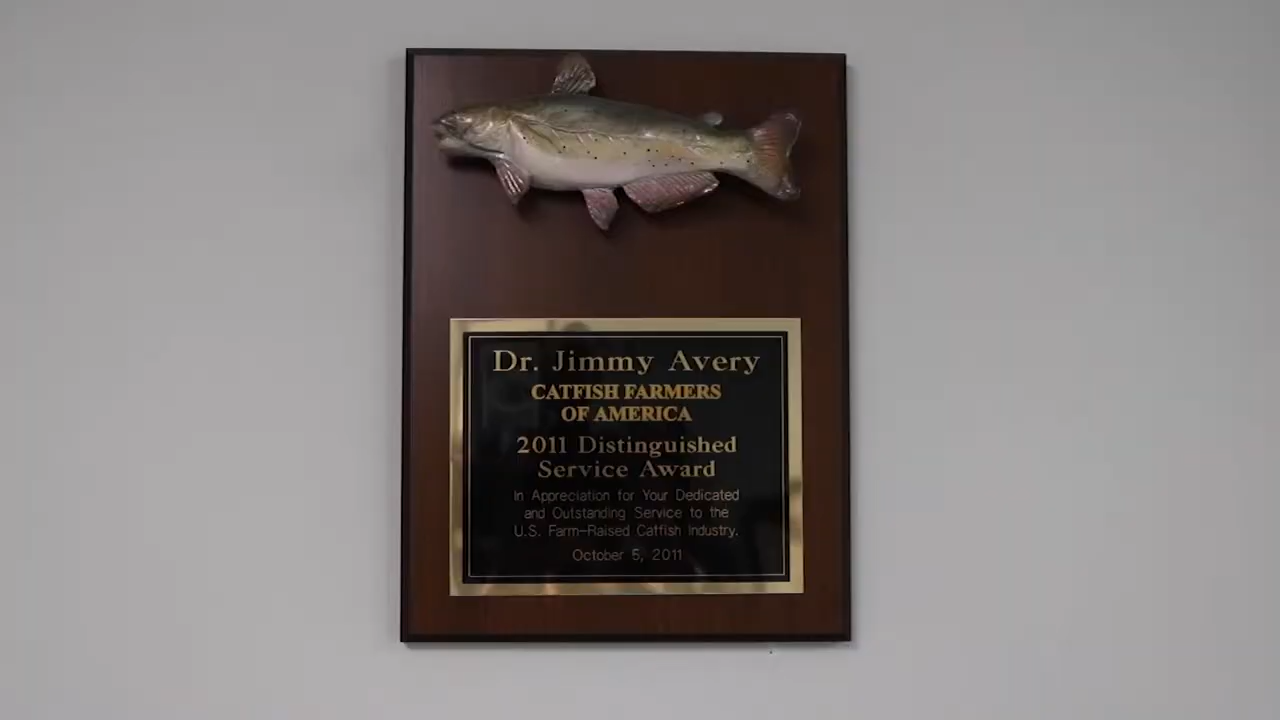 Dr. Jimmy Avery
CATFISH FARMERS
OF AMERICA
2011 Distinguished
Service Award
In Appreciation for Your Dedicated
and Outstanding Service to the
U.S. Farm-Raised Catfish Industry.
October 5, 2011